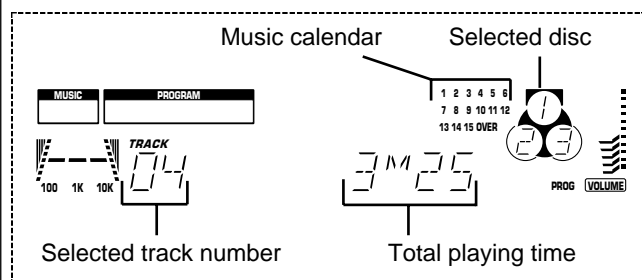 Music calendar Selected disc
MUSIC PROGRAM
1 2 3 4 5 6
7 8 9 10 11 12
13 14 15 OVER
1
2 3
TRACK
04 3M25
100 1K 10K
PROG VOLUME
Selected track number Total playing time